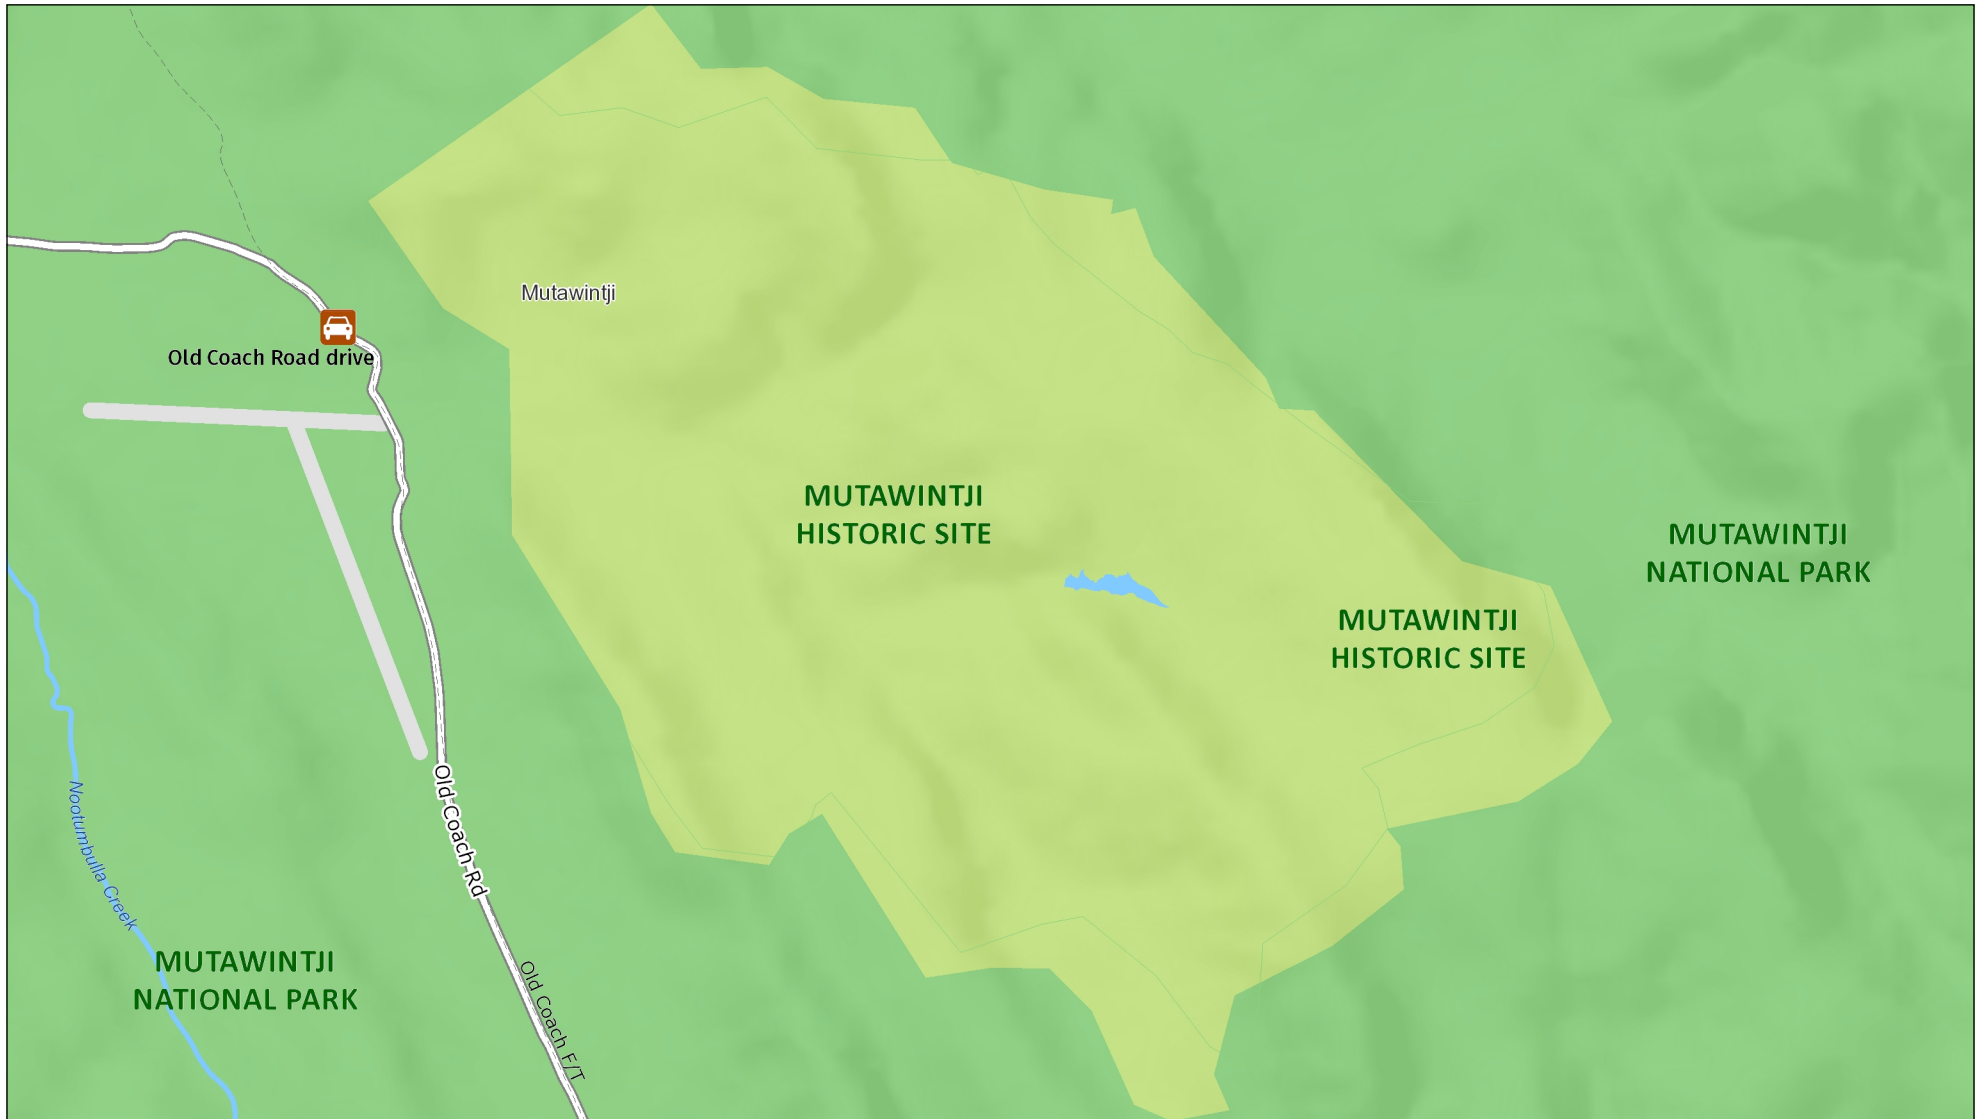 Mutawintji
Old Coach Road drive
MUTAWINTJI
HISTORIC SITE
MUTAWINTJI
NATIONAL PARK
MUTAWINTJI
HISTORIC SITE
Old Coach Rd
Nootumbulla Creek
MUTAWINTJI
NATIONAL PARK
Old Coach F/T